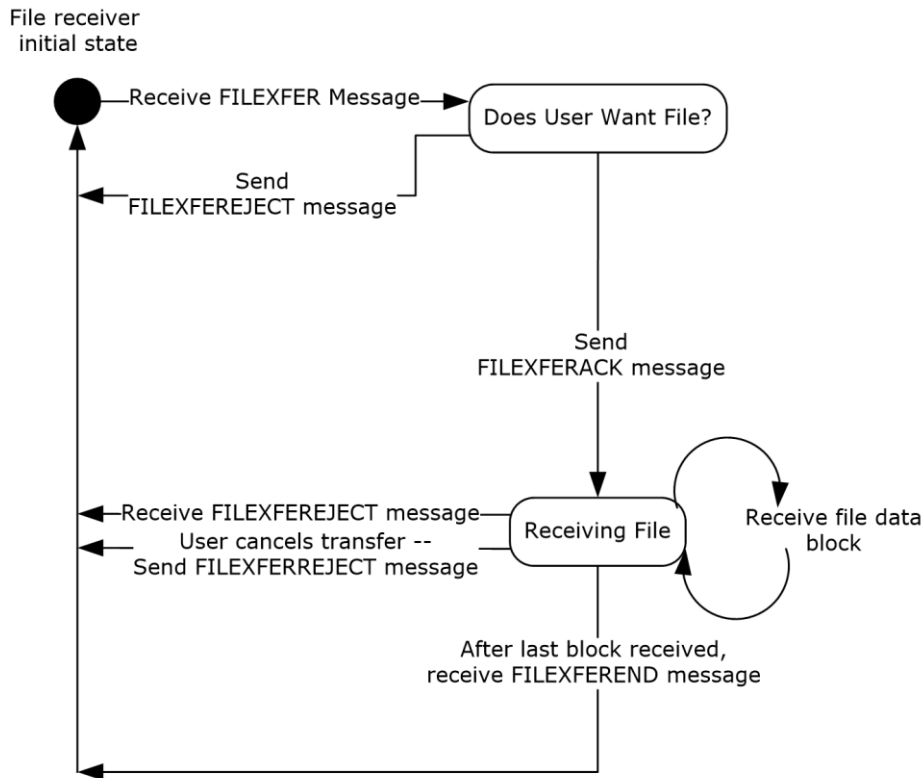 File receiver
initial state
Receive FILEXFER Message
Does User Want File?
Send
FILEXFEREJECT message
Send
FILEXFERACK message
Receive FILEXFEREJECT message
User cancels transfer --
Send FILEXFERREJECT message
Receiving File
Receive file data
block
After last block received,
receive FILEXFEREND message